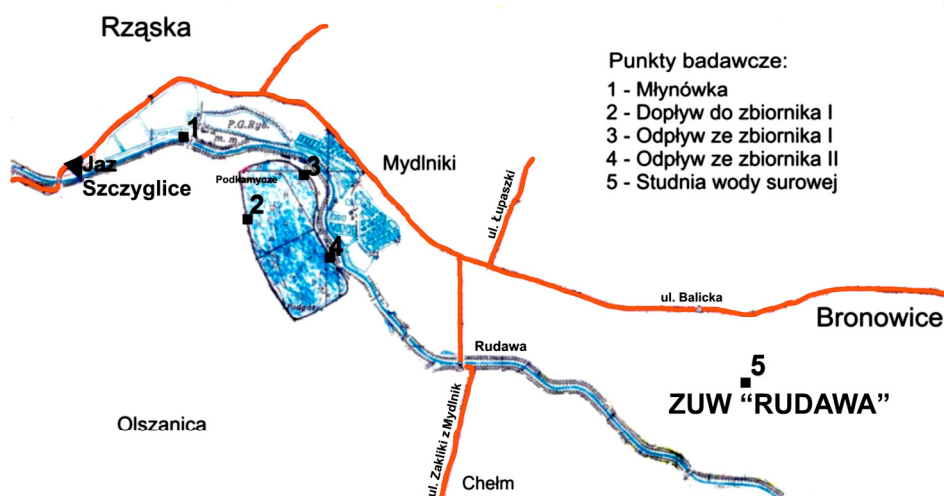 Rząska
Punkty badawcze:
1 - Młynówka
2 - Dopływ do zbiornika I
3 - Odpływ ze zbiornika I
4 - Odpływ ze zbiornika II
5 - Studnia wody surowej
1
P.G.Ryb.
m. m.
Jaz
Szczyglice
3
Mydlniki
Podkamycze
2
ul. Łupaszki
4
ul. Balicka
Bronowice
Rudawa
5
ZUW “RUDAWA”
Olszanica
ul. Zakliki z Mydlnik
Chełm